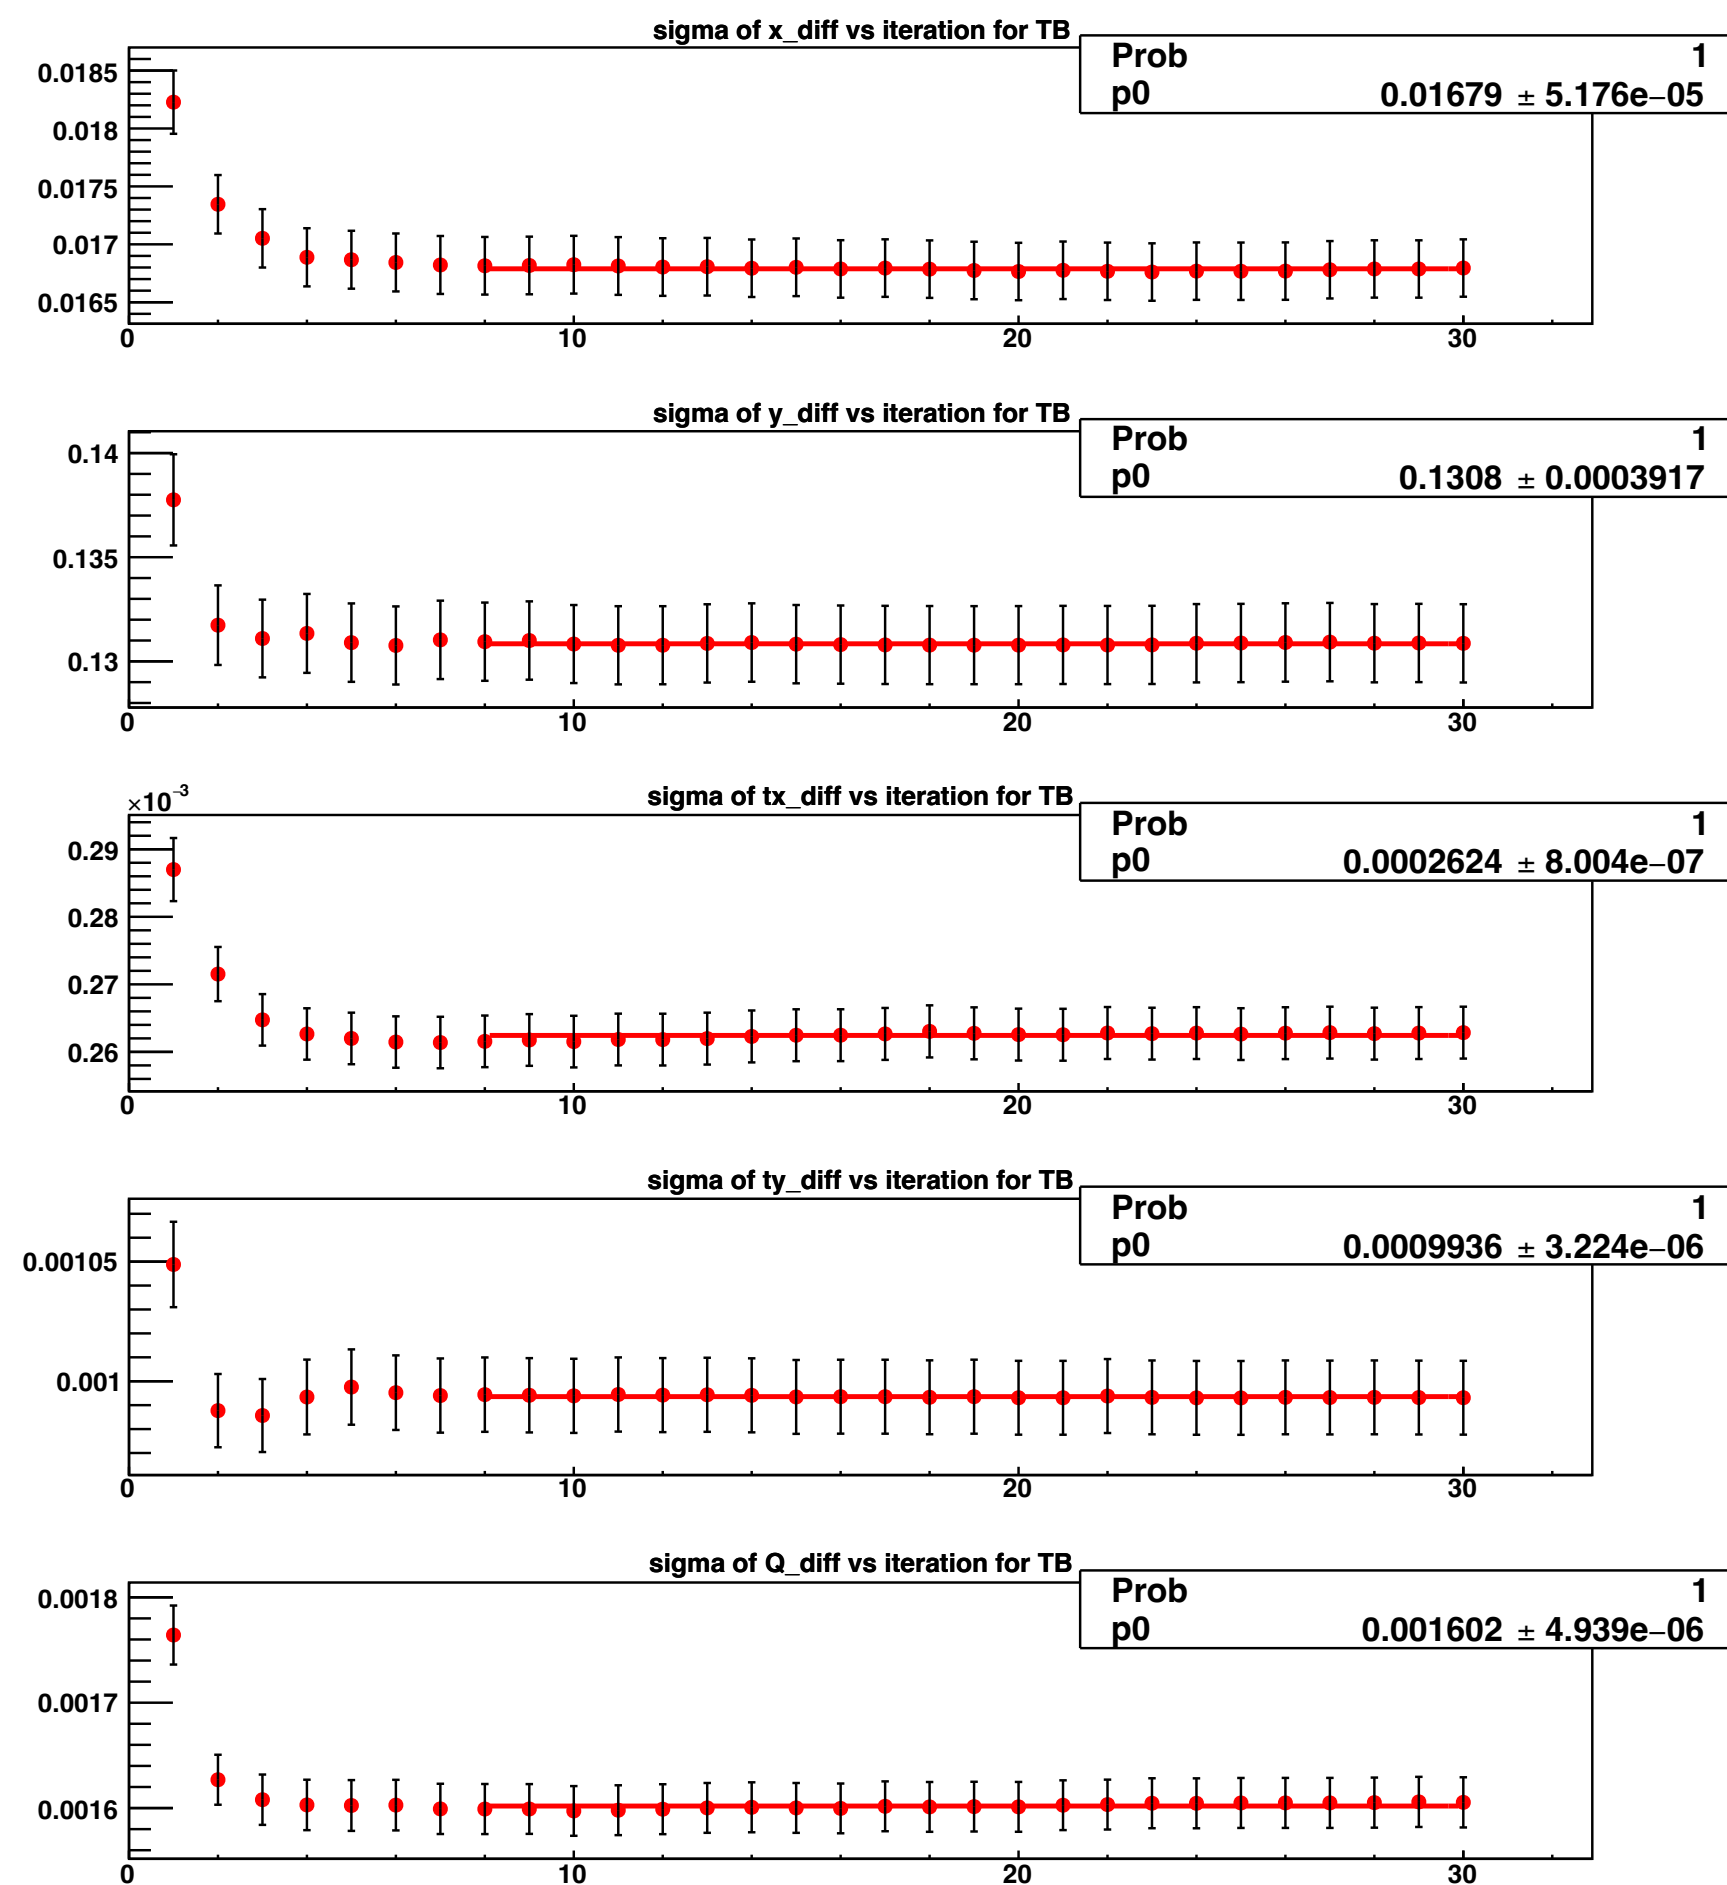 sigma of x_diff vs iteration for TB
Prob 1
p0 0.01679 ± 5.176e−05
0.0185
0.018
0.0175
0.017
0.0165
0 10 20 30
sigma of y_diff vs iteration for TB
Prob 1
p0 0.1308 ± 0.0003917
0.14
0.135
0.13
0 10 20 30
×10⁻³
sigma of tx_diff vs iteration for TB
Prob 1
p0 0.0002624 ± 8.004e−07
0.29
0.28
0.27
0.26
0 10 20 30
sigma of ty_diff vs iteration for TB
Prob 1
p0 0.0009936 ± 3.224e−06
0.00105
0.001
0 10 20 30
sigma of Q_diff vs iteration for TB
Prob 1
p0 0.001602 ± 4.939e−06
0.0018
0.0017
0.0016
0 10 20 30